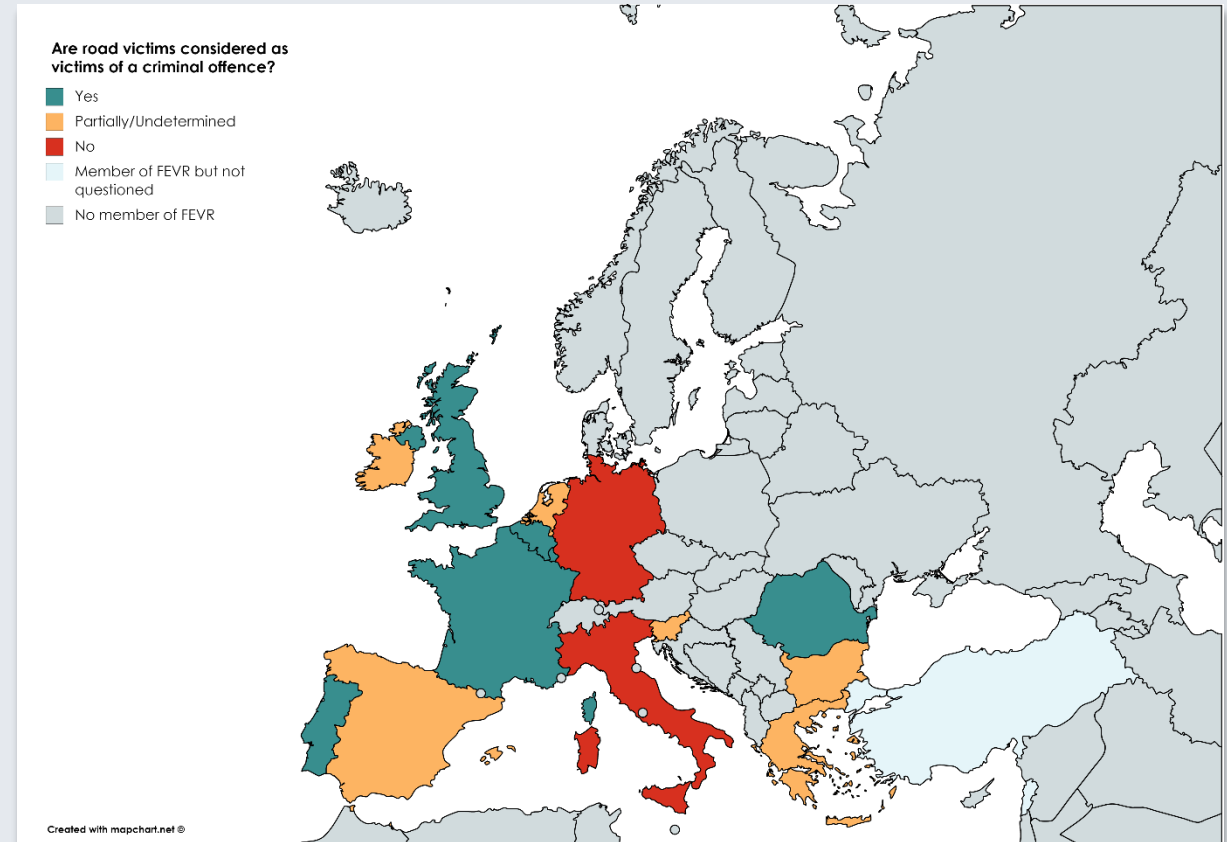 Are road victims considered as
victims of a criminal offence?
Yes
Partially/Undetermined
No
Member of FEVR but not
questioned
No member of FEVR
Created with mapchart.net ©